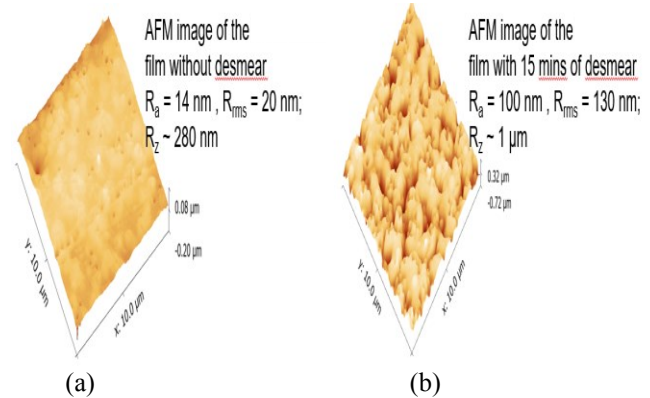 AFM image of the
film without desmear
Rₐ = 14 nm , Rᵣₘₛ = 20 nm;
R_z ~ 280 nm
0.08 µm
-0.20 µm
y: 10.0 µm
x: 10.0 µm
(a)
AFM image of the
film with 15 mins of desmear
Rₐ = 100 nm , Rᵣₘₛ = 130 nm;
R_z ~ 1 µm
0.32 µm
-0.72 µm
y: 10.0 µm
x: 10.0 µm
(b)